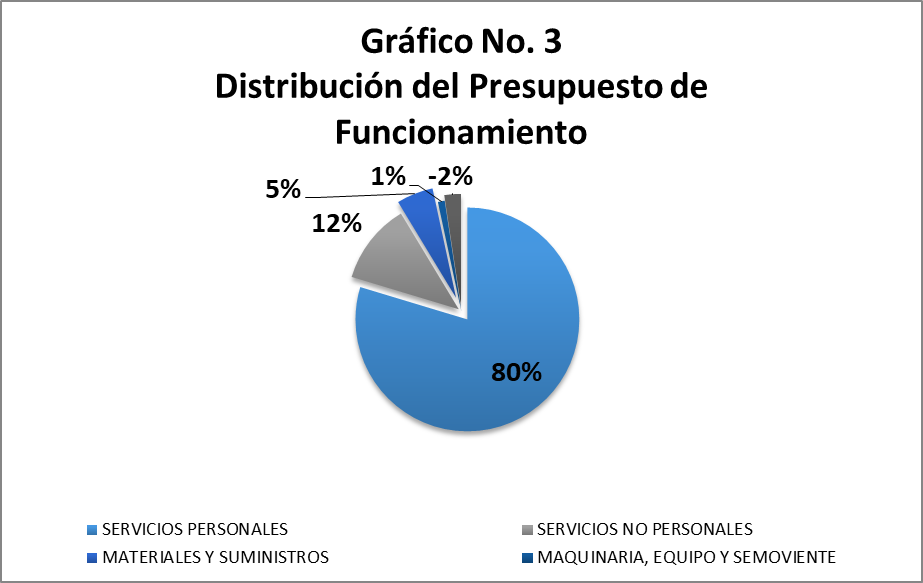 Gráfico No. 3
Distribución del Presupuesto de
Funcionamiento
5%
1%
-2%
12%
80%
SERVICIOS PERSONALES
SERVICIOS NO PERSONALES
MATERIALES Y SUMINISTROS
MAQUINARIA, EQUIPO Y SEMOVIENTE